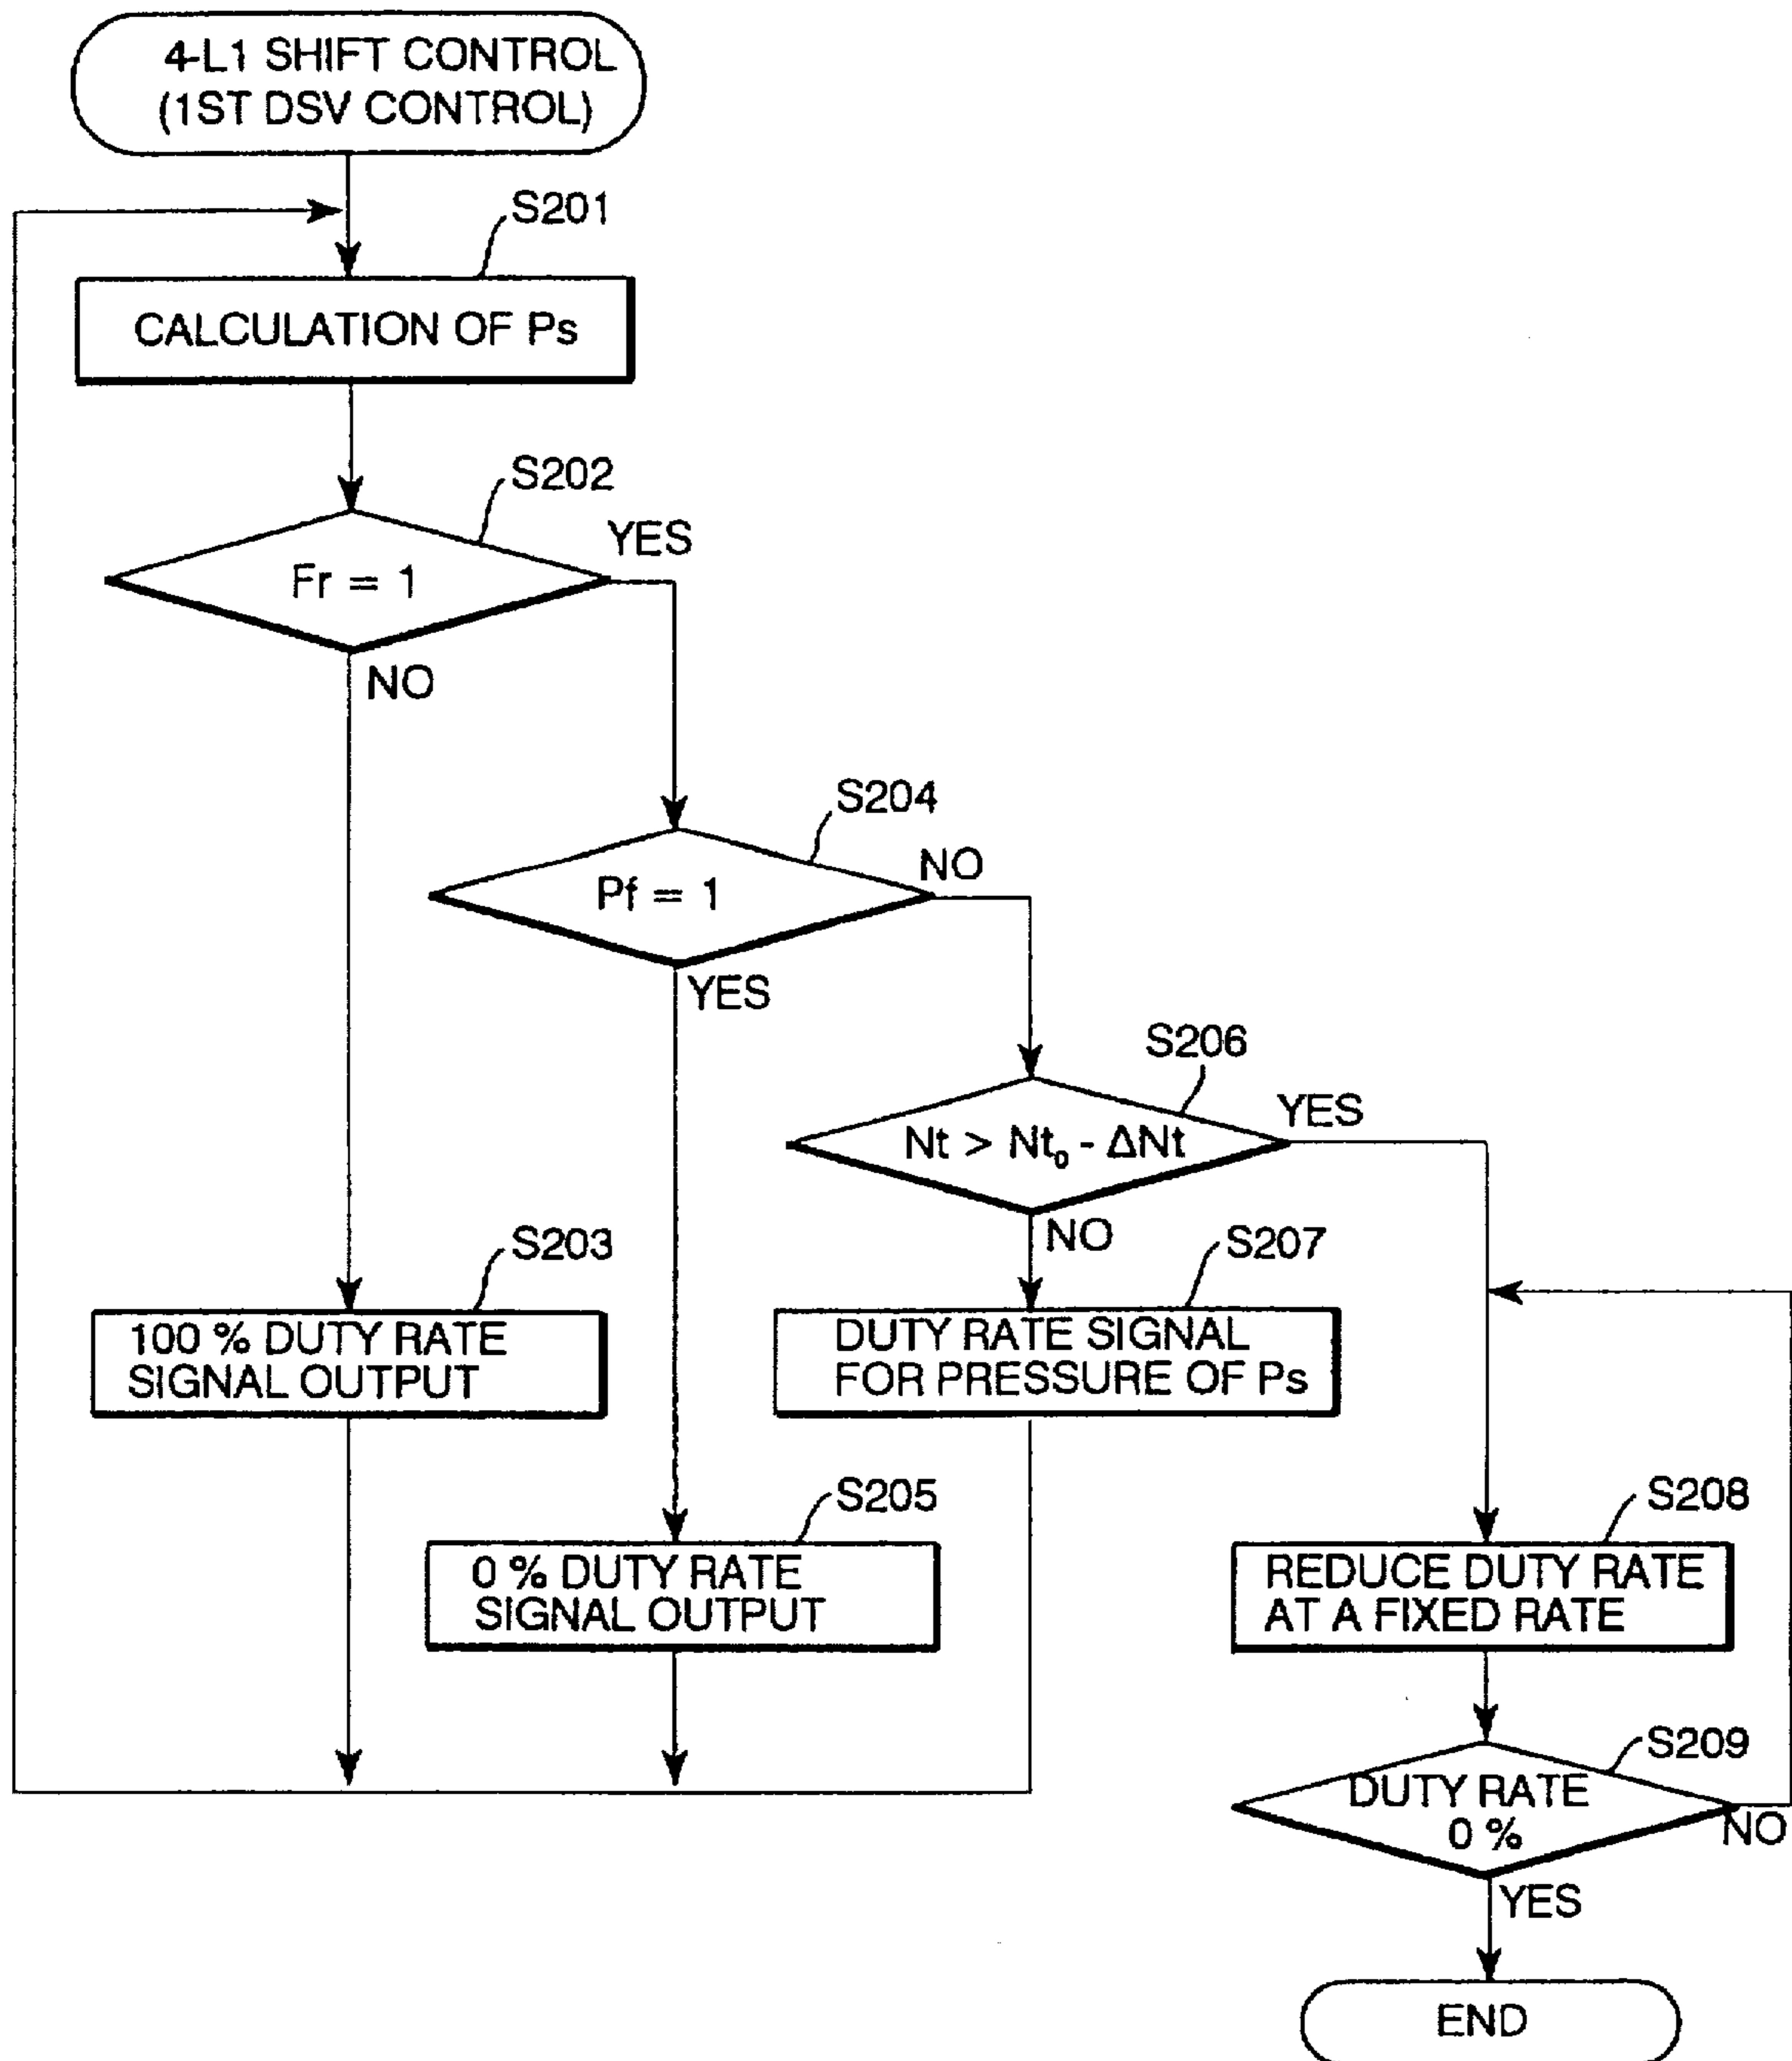 4-L1 SHIFT CONTROL
(1ST DSV CONTROL)
S201
CALCULATION OF Ps
S202
Fr = 1
YES
NO
S204
Pf = 1
NO
YES
S206
Nt > Nt₀ - ΔNt
YES
NO
S203
100 % DUTY RATE
SIGNAL OUTPUT
S207
DUTY RATE SIGNAL
FOR PRESSURE OF Ps
S205
0 % DUTY RATE
SIGNAL OUTPUT
S208
REDUCE DUTY RATE
AT A FIXED RATE
S209
DUTY RATE
0 %
NO
YES
END